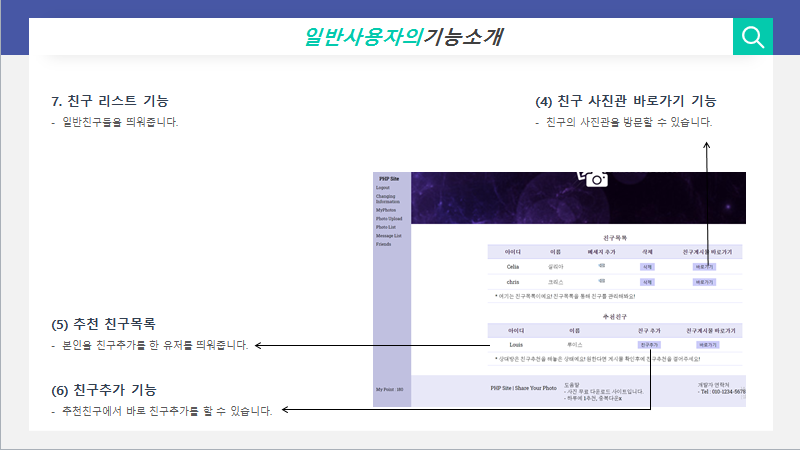 일반사용자의기능소개
7. 친구 리스트 기능
- 일반친구들을 띄워줍니다.
(4) 친구 사진관 바로가기 기능
- 친구의 사진관을 방문할 수 있습니다.
PHP Site
Logout
Changing
Information
MyPhotos
Photo Upload
Photo List
Message List
Friends
친구목록
아이디 이름 메세지 추가 삭제 친구게시물 바로가기
Celia 실리아 삭제 바로가기
chris 크리스 삭제 바로가기
* 여기는 친구목록이에요! 친구목록을 통해 친구를 관리해봐요!
추천친구
아이디 이름 친구 추가 친구게시물 바로가기
Louis 루이스 친구추가 바로가기
* 상대방은 친구추천을 해놓은 상태에요! 원한다면 게시물 확인후에 친구추천을 걸어주세요!
(5) 추천 친구목록
- 본인을 친구추가를 한 유저를 띄워줍니다.
(6) 친구추가 기능
- 추천친구에서 바로 친구추가를 할 수 있습니다.
My Point : 180
PHP Site | Share Your Photo
도움말
- 사진 무료 다운로드 사이트입니다.
- 하루에 1추천, 중복다운x
개발자 연락처
- Tel : 010-1234-5678